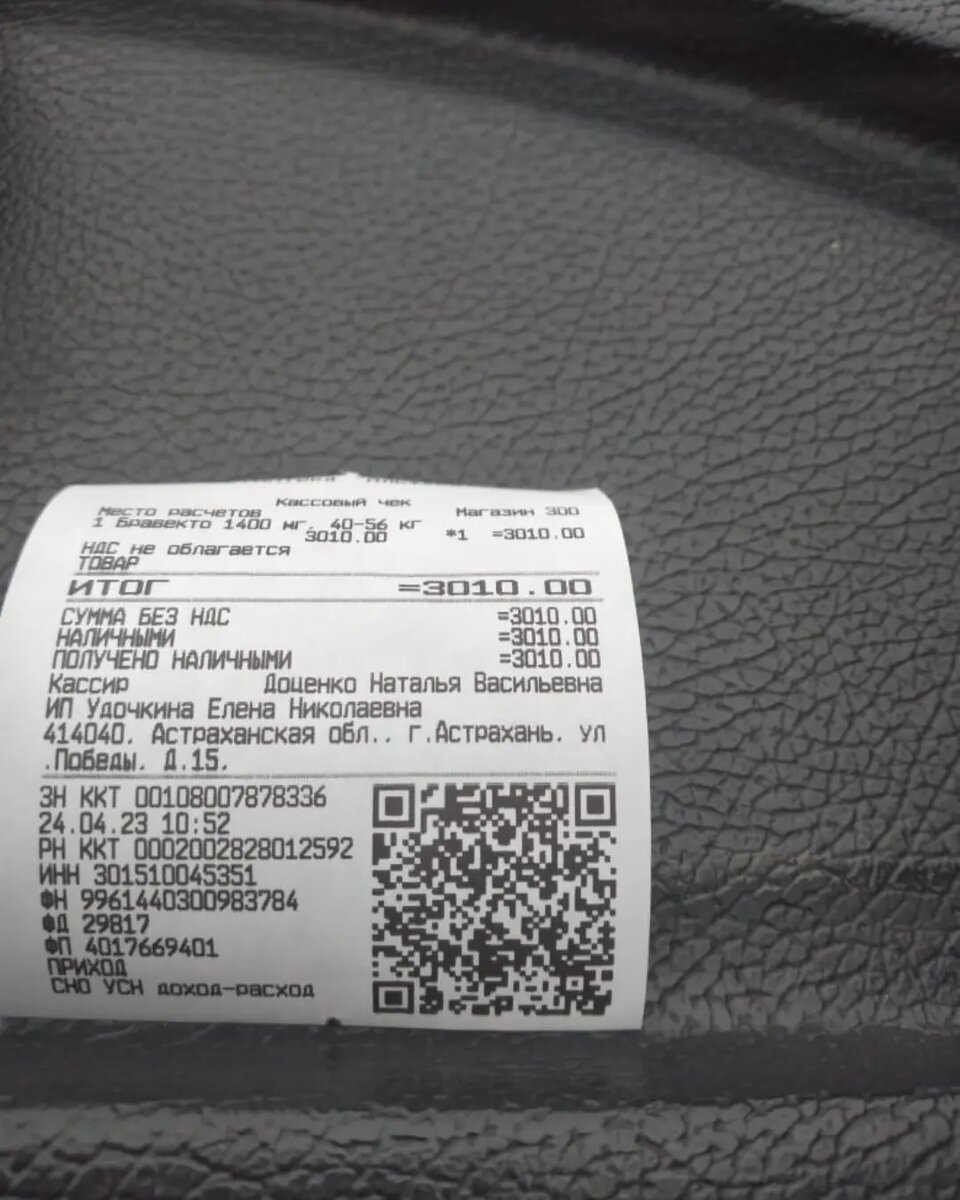 Кассовый чек
Место расчетов Магазин 300
1 Бравекто 1400 мг. 40-56 кг
3010.00 *1 =3010.00
НДС не облагается
ТОВАР
ИТОГ =3010.00
СУММА БЕЗ НДС =3010.00
НАЛИЧНЫМИ =3010.00
ПОЛУЧЕНО НАЛИЧНЫМИ =3010.00
Кассир Доценко Наталья Васильевна
ИП Удочкина Елена Николаевна
414040. Астраханская обл.. г.Астрахань. ул
.Победы. Д.15.
ЗН ККТ 00108007878336
24.04.23 10:52
РН ККТ 0002002828012592
ИНН 301510045351
ФН 9961440300983784
ФД 29817
ФП 4017669401
ПРИХОД
СНО УСН доход-расход